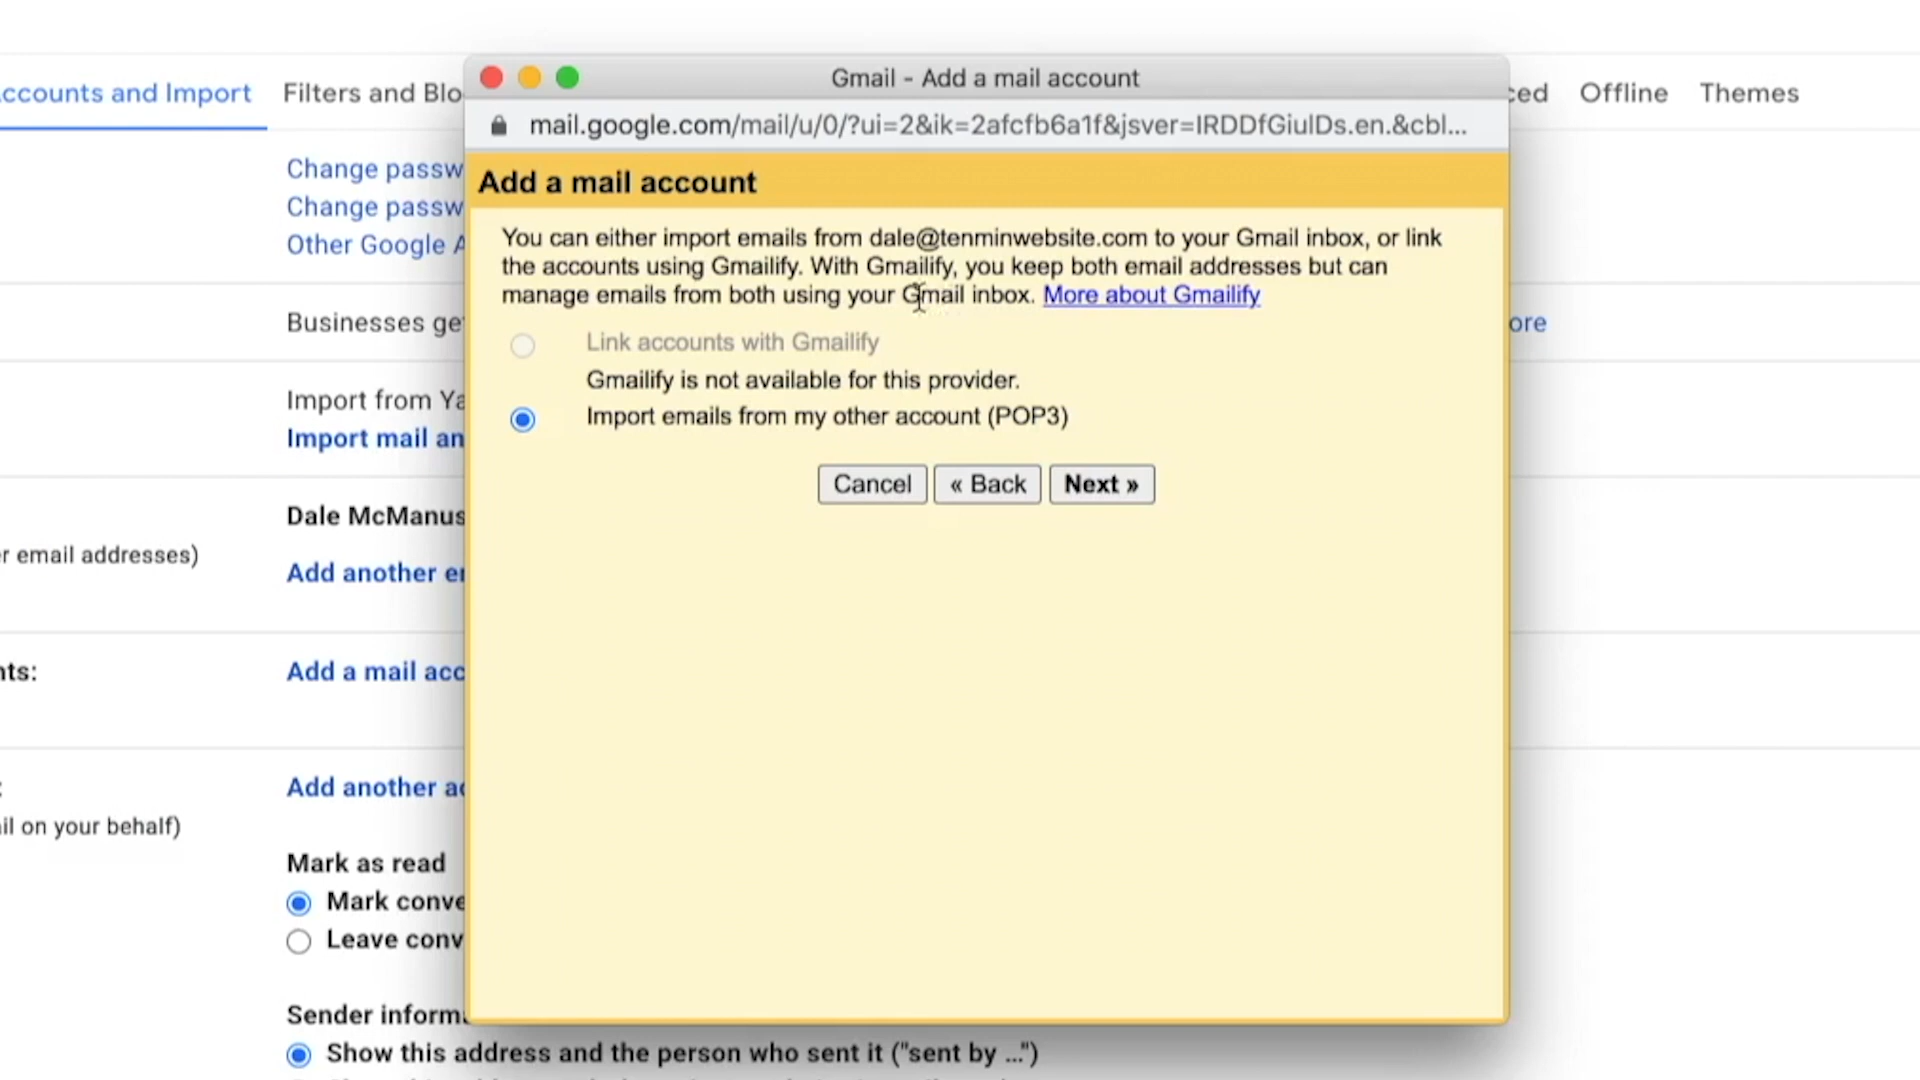 Gmail - Add a mail account
Accounts and Import Filters and Blo ced Offline Themes
mail.google.com/mail/u/0/?ui=2&ik=2afcfb6a1f&jsver=IRDDfGiulDs.en.&cbl...
Add a mail account
You can either import emails from dale@tenminwebsite.com to your Gmail inbox, or link
the accounts using Gmailify. With Gmailify, you keep both email addresses but can
manage emails from both using your Gmail inbox. More about Gmailify
Link accounts with Gmailify
Gmailify is not available for this provider.
Import emails from my other account (POP3)
Cancel « Back Next »
Change passw
Change passw
Other Google A
Businesses ge ore
Import from Ya
Import mail an
Dale McManus
r email addresses)
Add another e
nts:
Add a mail acc
Add another a
il on your behalf)
Mark as read
Mark conve
Leave conv
Sender inform
Show this address and the person who sent it ("sent by ...")